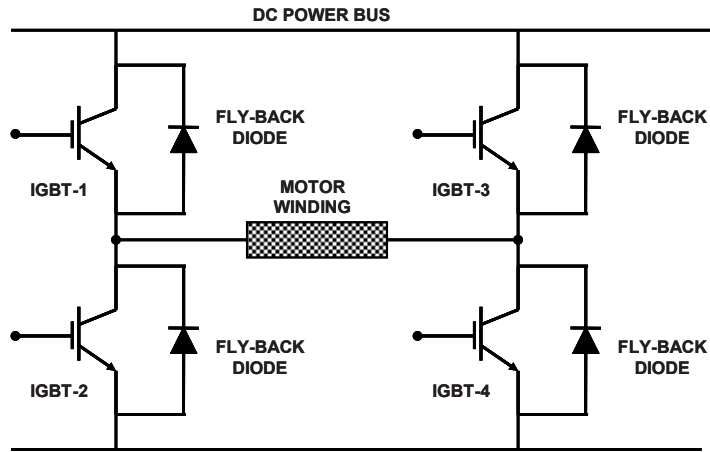 DC POWER BUS
FLY-BACK
DIODE
IGBT-1
MOTOR
WINDING
FLY-BACK
DIODE
IGBT-3
FLY-BACK
DIODE
IGBT-2
FLY-BACK
DIODE
IGBT-4